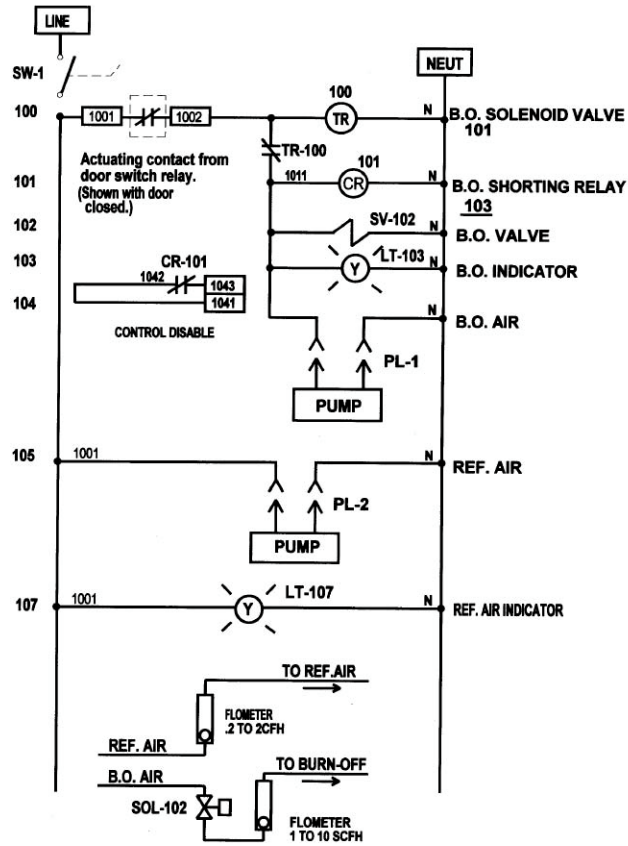 LINE
SW-1
NEUT
100
100
1001
1002
TR
N
B.O. SOLENOID VALVE
101
TR-100
Actuating contact from
door switch relay.
(Shown with door
closed.)
101
101
1011
CR
N
B.O. SHORTING RELAY
103
102
SV-102
N
B.O. VALVE
103
CR-101
Y
LT-103
N
B.O. INDICATOR
1042
1043
1041
104
CONTROL DISABLE
N
B.O. AIR
PL-1
PUMP
105
1001
N
REF. AIR
PL-2
PUMP
107
1001
Y
LT-107
N
REF. AIR INDICATOR
TO REF.AIR
FLOMETER
.2 TO 2CFH
REF. AIR
B.O. AIR
TO BURN-OFF
SOL-102
FLOMETER
1 TO 10 SCFH